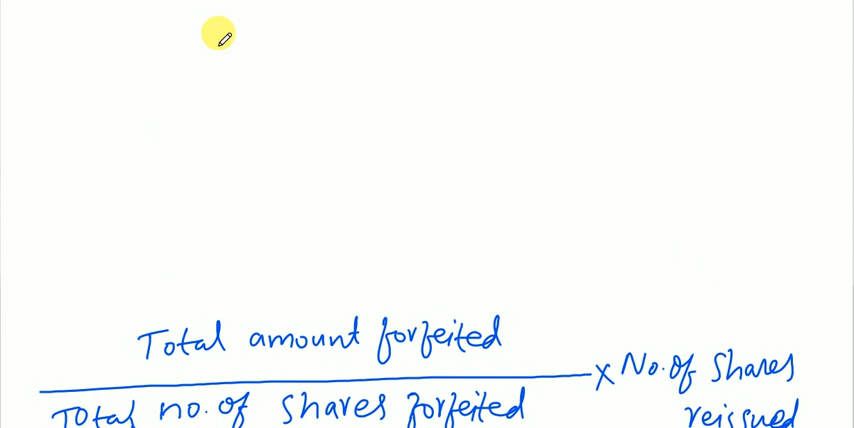 Total amount forfeited
Total no. of shares forfeited
x No. of shares
reissued